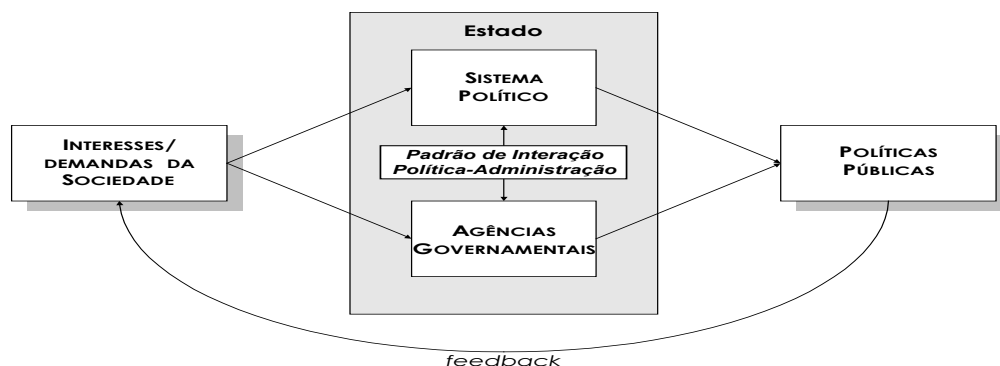 Estado
SISTEMA
POLÍTICO
INTERESSES/
DEMANDAS DA
SOCIEDADE
Padrão de Interação
Política-Administração
POLÍTICAS
PÚBLICAS
AGÊNCIAS
GOVERNAMENTAIS
feedback